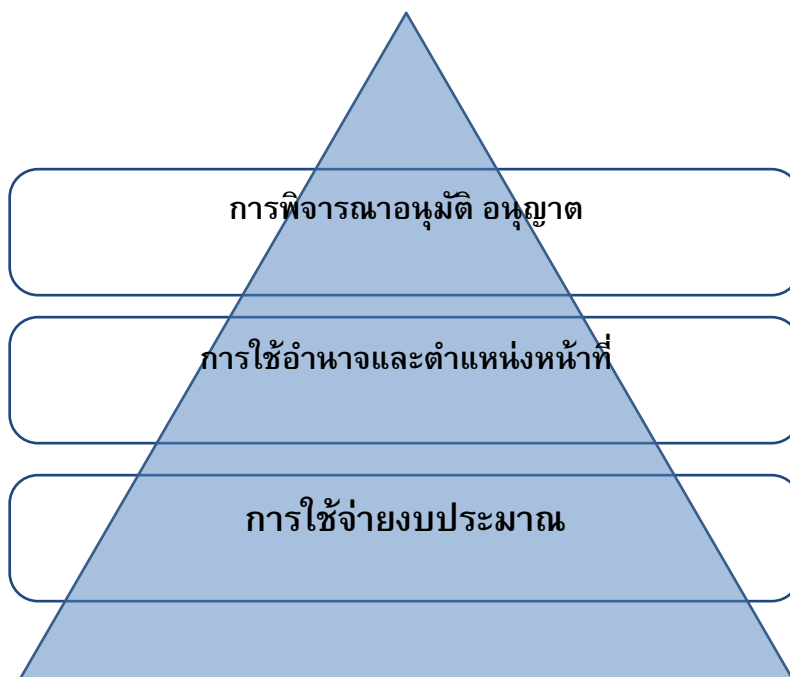 การพิจารณาอนุมัติ อนุญาต
การใช้อำนาจและตำแหน่งหน้าที่
การใช้จ่ายงบประมาณ